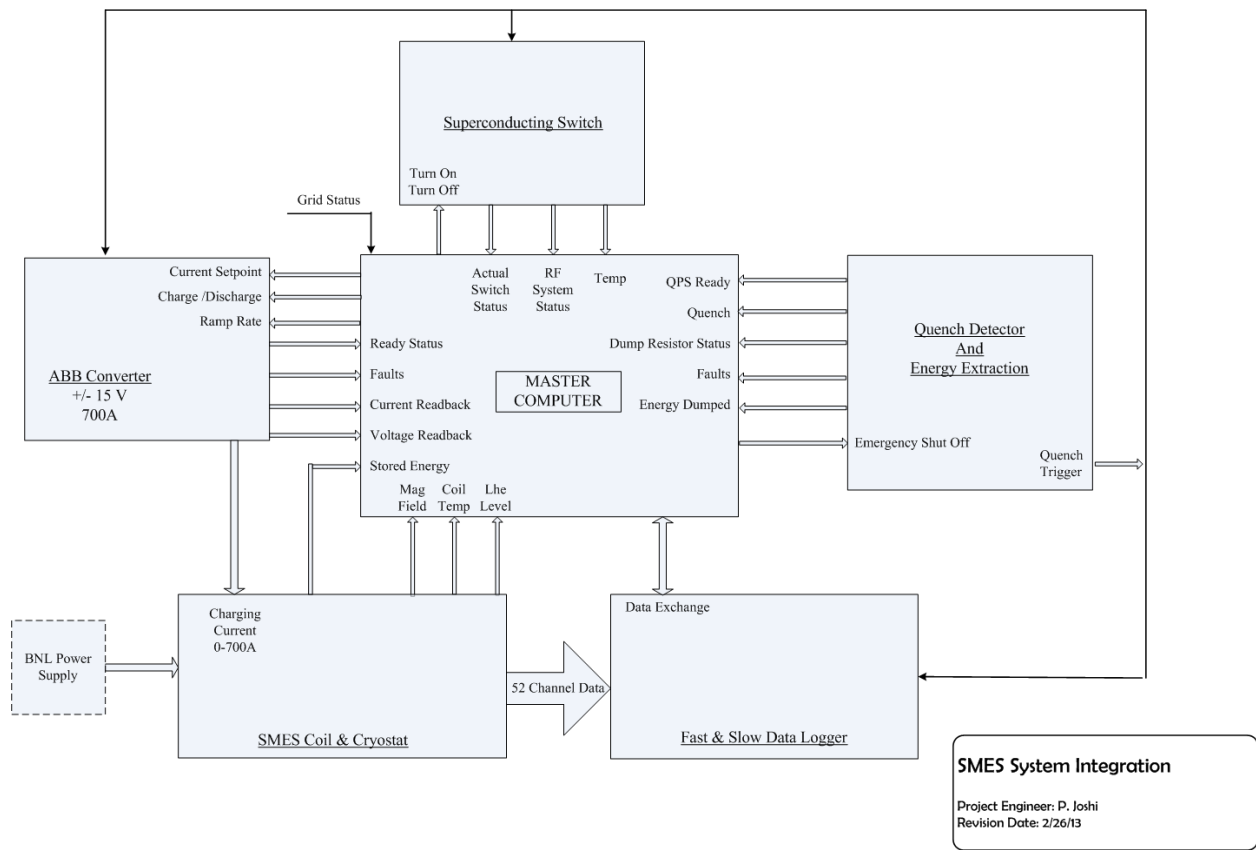 Superconducting Switch
Turn On
Turn Off
Grid Status
Current Setpoint
Charge /Discharge
Ramp Rate
ABB Converter
+/- 15 V
700A
Actual
Switch
Status
RF
System
Status
Temp
Ready Status
Faults
Current Readback
Voltage Readback
Stored Energy
Mag
Field
Coil
Temp
Lhe
Level
MASTER
COMPUTER
QPS Ready
Quench
Dump Resistor Status
Faults
Energy Dumped
Quench Detector
And
Energy Extraction
Emergency Shut Off
Quench
Trigger
BNL Power
Supply
Charging
Current
0-700A
SMES Coil & Cryostat
52 Channel Data
Data Exchange
Fast & Slow Data Logger
SMES System Integration
Project Engineer: P. Joshi
Revision Date: 2/26/13